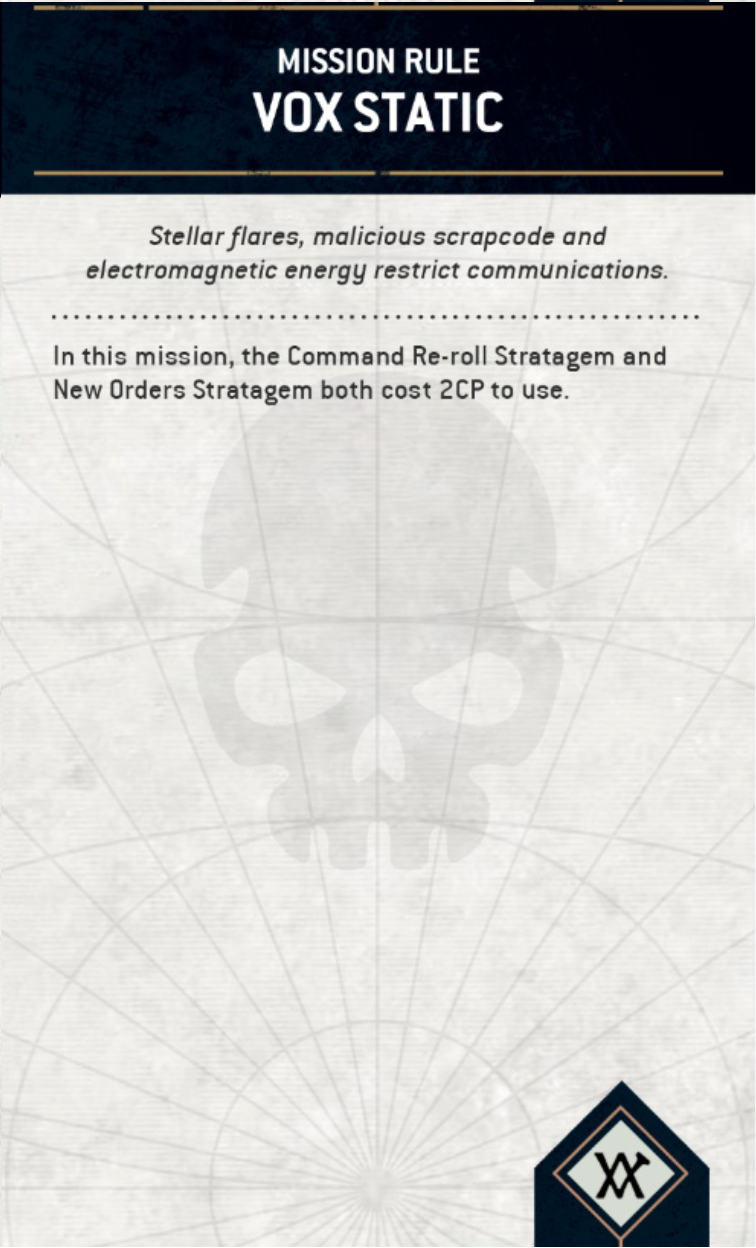 MISSION RULE
VOX STATIC
Stellar flares, malicious scrapcode and
electromagnetic energy restrict communications.
In this mission, the Command Re-roll Stratagem and
New Orders Stratagem both cost 2CP to use.